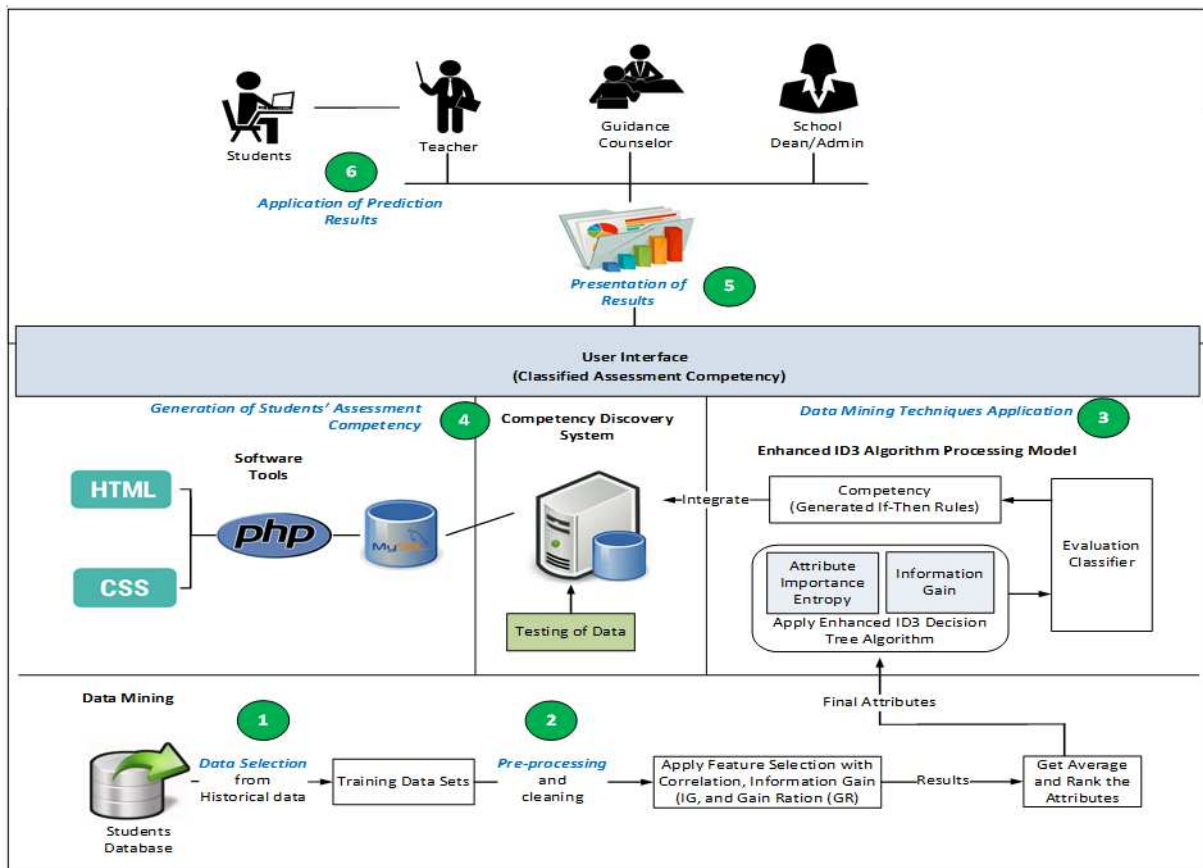 Students
Teacher
Guidance
Counselor
School
Dean/Admin
6
Application of Prediction
Results
Presentation of
Results
5
User Interface
(Classified Assessment Competency)
Generation of Students' Assessment
Competency
4
Software
Tools
HTML
CSS
php
Competency Discovery
System
Testing of Data
Data Mining Techniques Application
3
Enhanced ID3 Algorithm Processing Model
Integrate
Competency
(Generated If-Then Rules)
Evaluation
Classifier
Attribute
Importance
Entropy
Information
Gain
Apply Enhanced ID3 Decision
Tree Algorithm
Final Attributes
Data Mining
1
2
Students
Database
Data Selection
from
Historical data
Training Data Sets
Pre-processing
and
cleaning
Apply Feature Selection with
Correlation, Information Gain
(IG, and Gain Ration (GR)
Results
Get Average
and Rank the
Attributes